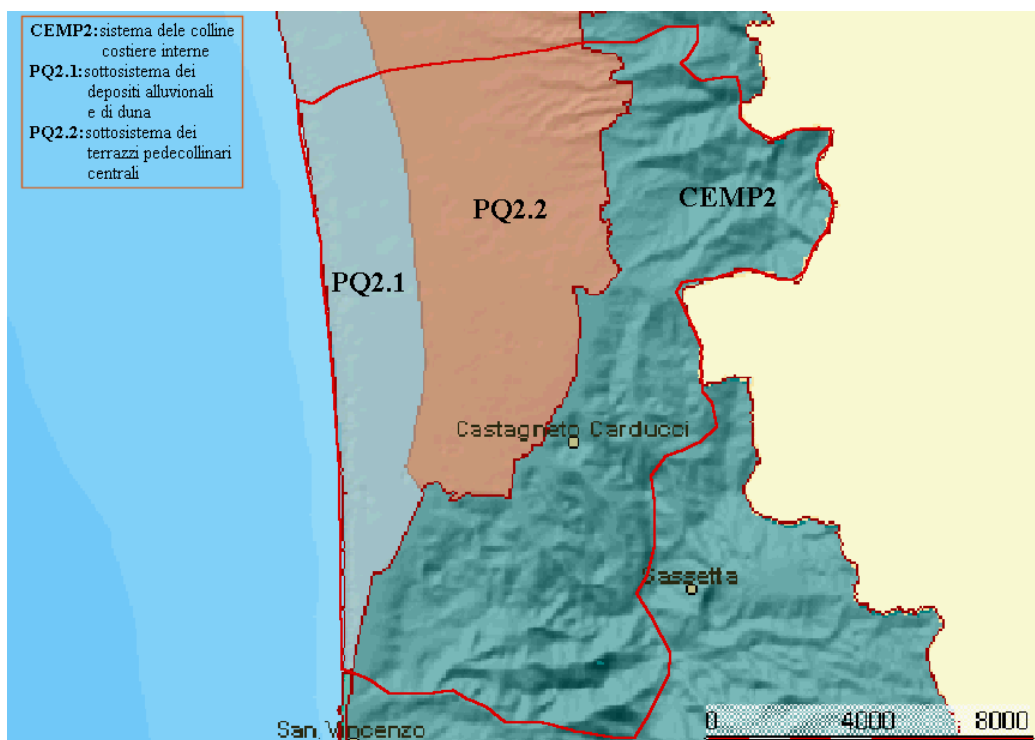 CEMP2:sistema dele colline
costiere interne
PQ2.1:sottosistema dei
depositi alluvionali
e di duna
PQ2.2:sottosistema dei
terrazzi pedecollinari
centrali
PQ2.2
CEMP2
PQ2.1
Castagneto Carducci
Sassetta
San Vincenzo
0 4000 8000